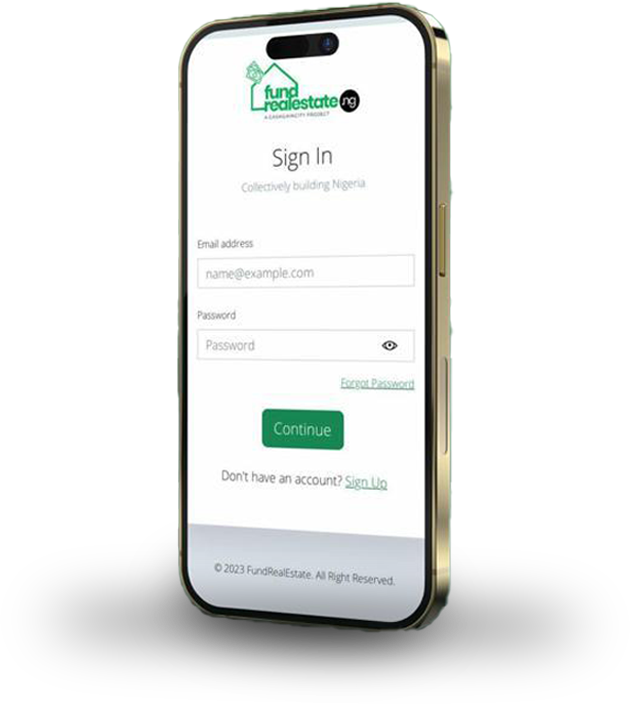 fund
realestate.ng
A CASAGAINCITY PROJECT
Sign In
Collectively building Nigeria
Email address
name@example.com
Password
Password
Forgot Password
Continue
Don't have an account? Sign Up
© 2023 FundRealEstate. All Right Reserved.